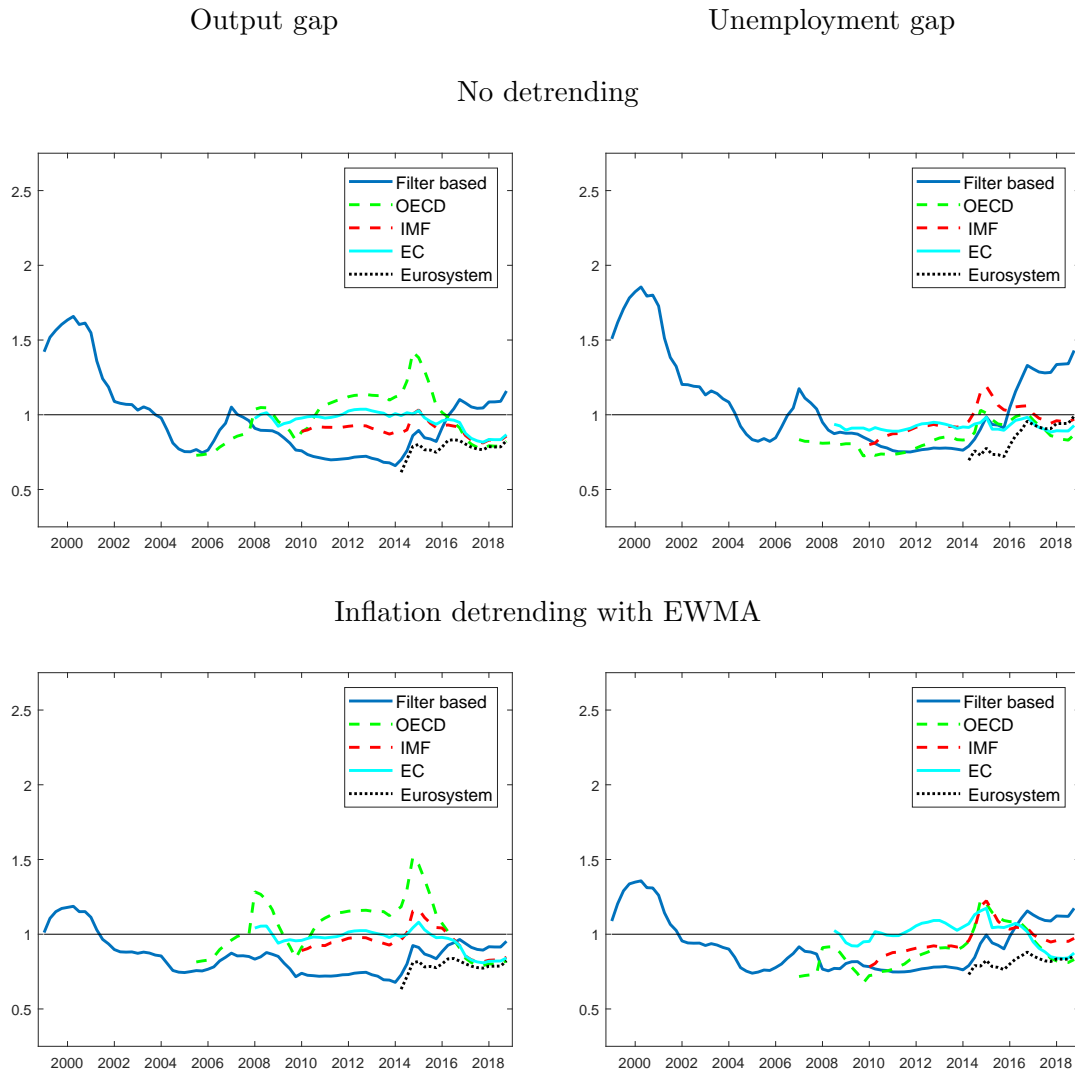 Output gap
Unemployment gap
No detrending
2.5
2
1.5
1
0.5
Filter based
OECD
IMF
EC
Eurosystem
2000 2002 2004 2006 2008 2010 2012 2014 2016 2018
2.5
2
1.5
1
0.5
Filter based
OECD
IMF
EC
Eurosystem
2000 2002 2004 2006 2008 2010 2012 2014 2016 2018
Inflation detrending with EWMA
2.5
2
1.5
1
0.5
Filter based
OECD
IMF
EC
Eurosystem
2000 2002 2004 2006 2008 2010 2012 2014 2016 2018
2.5
2
1.5
1
0.5
Filter based
OECD
IMF
EC
Eurosystem
2000 2002 2004 2006 2008 2010 2012 2014 2016 2018